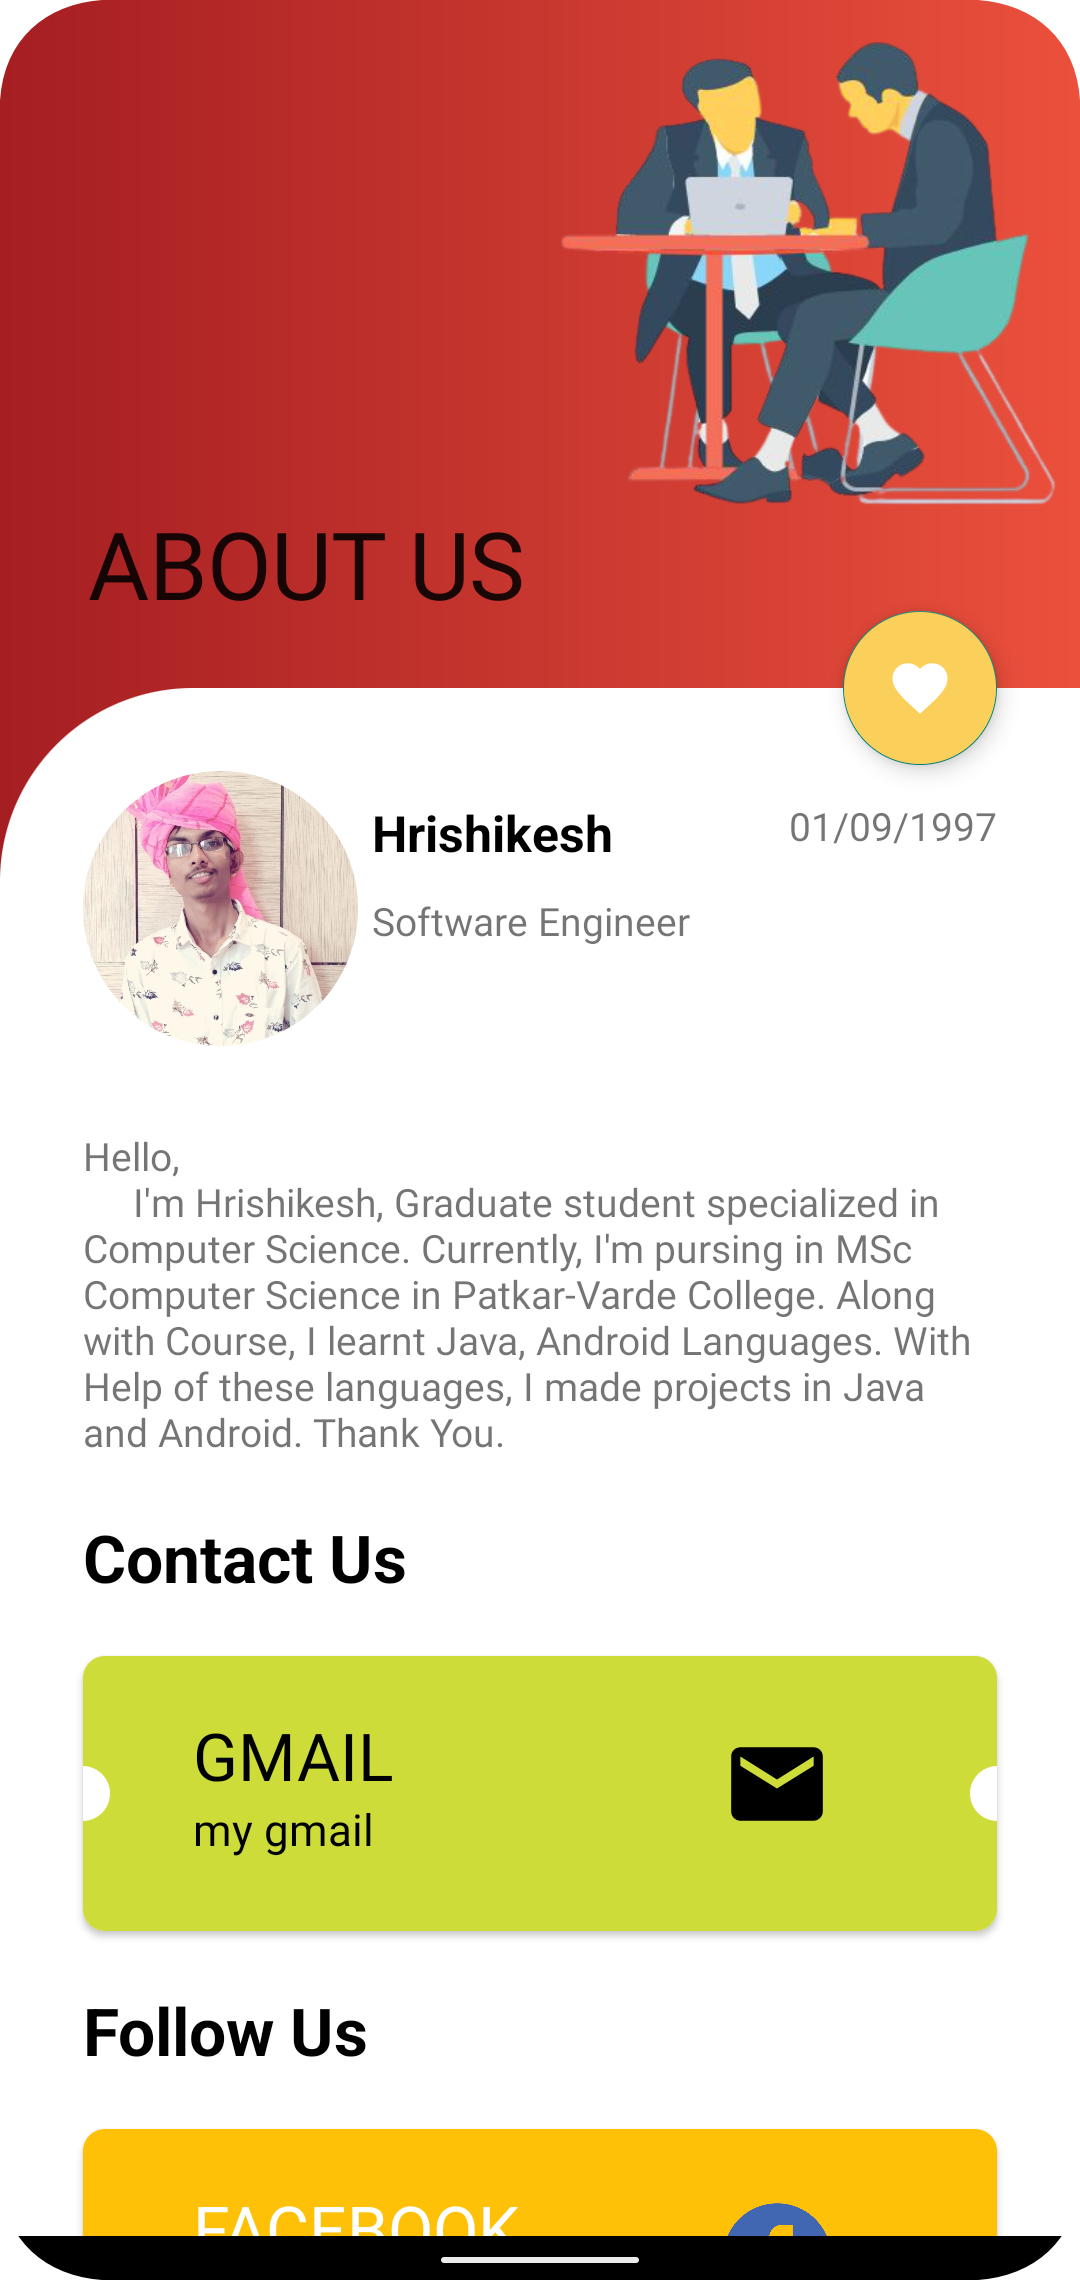 ABOUT US
Hrishikesh
01/09/1997
Software Engineer
Hello,
I'm Hrishikesh, Graduate student specialized in
Computer Science. Currently, I'm pursing in MSc
Computer Science in Patkar-Varde College. Along
with Course, I learnt Java, Android Languages. With
Help of these languages, I made projects in Java
and Android. Thank You.
Contact Us
GMAIL
my gmail
Follow Us
FACEBOOK